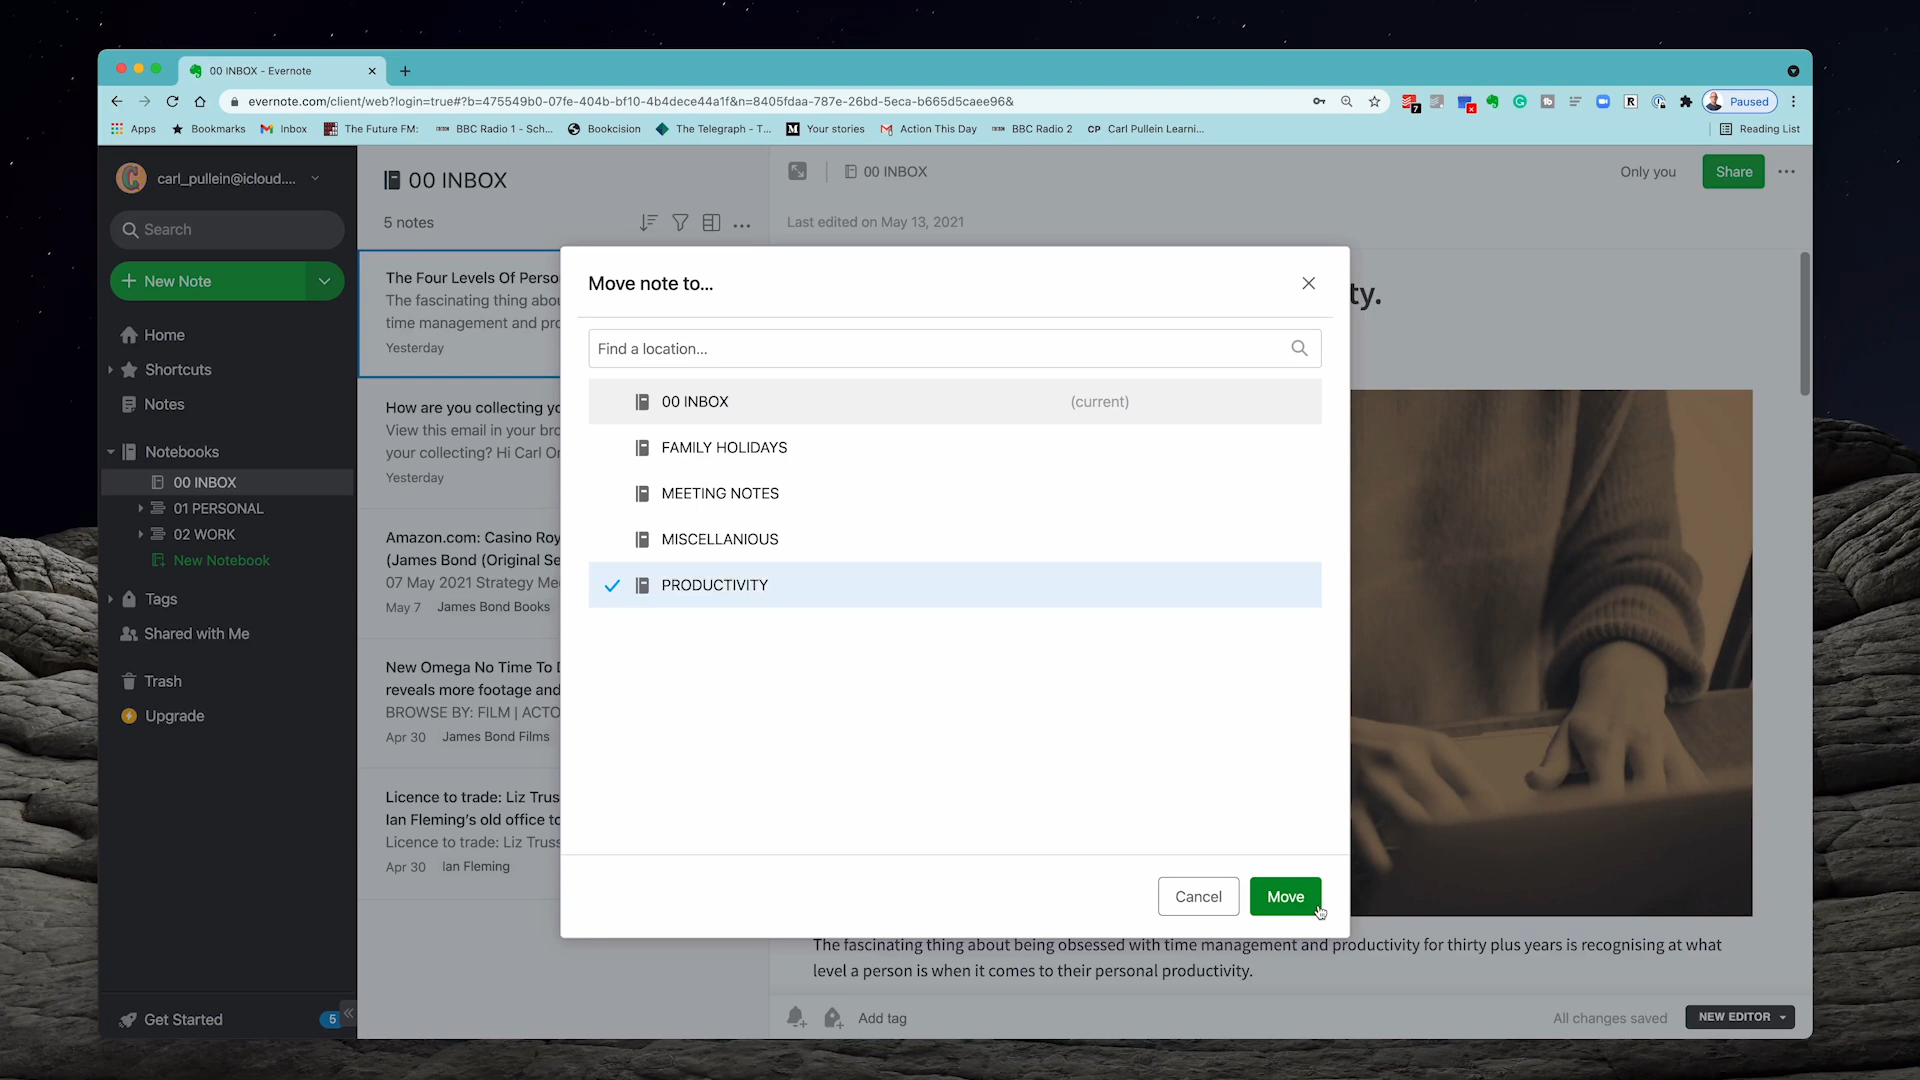 00 INBOX - Evernote
evernote.com/client/web?login=true#?b=475549b0-07fe-404b-bf10-4b4dece44a1f&n=8405fdaa-787e-26bd-5eca-b665d5caee96&
7
R
Paused
Apps
Bookmarks
Inbox
The Future FM:
BBC Radio 1 - Sch...
Bookcision
The Telegraph - T...
M Your stories
Action This Day
BBC Radio 2
CP Carl Pullein Learni...
Reading List
carl_pullein@icloud....
Search
New Note
Home
Shortcuts
Notes
Notebooks
00 INBOX
01 PERSONAL
02 WORK
New Notebook
Tags
Shared with Me
Trash
Upgrade
Get Started
5
00 INBOX
5 notes
The Four Levels Of Perso
The fascinating thing abou
time management and pro
Yesterday
How are you collecting yo
View this email in your bro
your collecting? Hi Carl On
Yesterday
Amazon.com: Casino Roy
(James Bond (Original Se
07 May 2021 Strategy Me
May 7 James Bond Books
New Omega No Time To D
reveals more footage and
BROWSE BY: FILM | ACTO
Apr 30 James Bond Films
Licence to trade: Liz Trus
Ian Fleming's old office to
Licence to trade: Liz Truss
Apr 30 Ian Fleming
00 INBOX
Only you
Share
Last edited on May 13, 2021
ty.
Move note to...
Find a location...
00 INBOX (current)
FAMILY HOLIDAYS
MEETING NOTES
MISCELLANIOUS
PRODUCTIVITY
Cancel
Move
The fascinating thing about being obsessed with time management and productivity for thirty plus years is recognising at what
level a person is when it comes to their personal productivity.
Add tag
All changes saved
NEW EDITOR